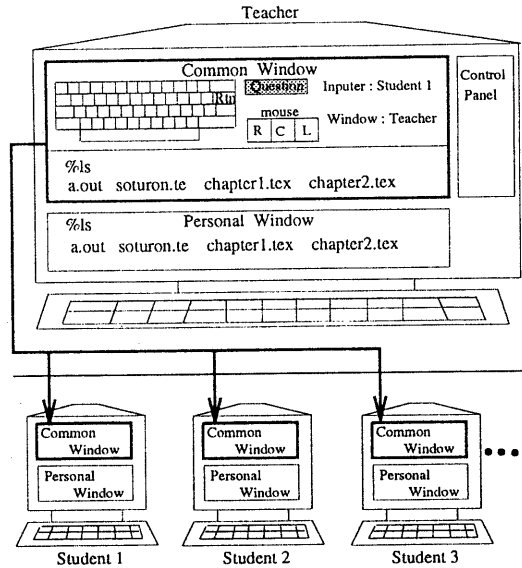 Teacher
Common Window
Control
Panel
Rtn
Question
Inputer : Student 1
mouse
R C L
Window : Teacher
%ls
a.out soturon.te chapter1.tex chapter2.tex
Personal Window
%ls
a.out soturon.te chapter1.tex chapter2.tex
Common
Window
Personal
Window
Student 1
Common
Window
Personal
Window
Student 2
Common
Window
Personal
Window
Student 3